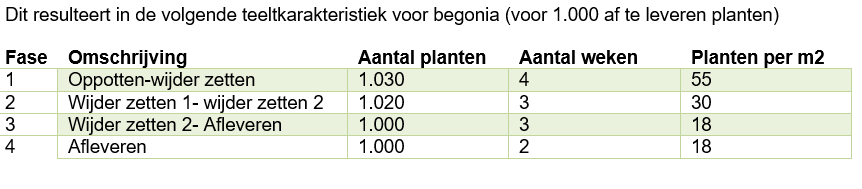 Dit resulteert in de volgende teeltkarakteristiek voor begonia (voor 1.000 af te leveren planten)
Fase Omschrijving Aantal planten Aantal weken Planten per m2
1 Oppotten-wijder zetten 1.030 4 55
2 Wijder zetten 1- wijder zetten 2 1.020 3 30
3 Wijder zetten 2- Afleveren 1.000 3 18
4 Afleveren 1.000 2 18